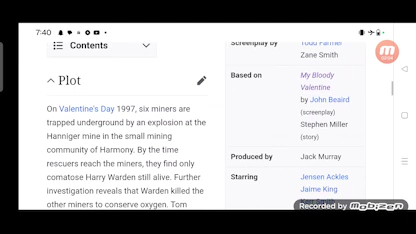 7:40
Contents
Plot
On Valentine's Day 1997, six miners are
trapped underground by an explosion at the
Hanniger mine in the small mining
community of Harmony. By the time
rescuers reach the miners, they find only
comatose Harry Warden still alive. Further
investigation reveals that Warden killed the
other miners to conserve oxygen. Tom
Screenplay by
Todd Farmer
Zane Smith
Based on
My Bloody
Valentine
by John Beaird
(screenplay)
Stephen Miller
(story)
Produced by
Jack Murray
Starring
Jensen Ackles
Jaime King
Recorded by
MOBIZEN